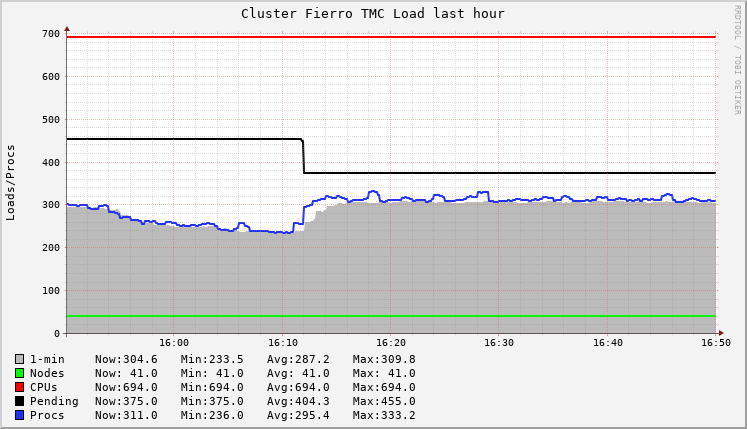 Cluster Fierro TMC Load last hour
RRDTOOL / TOBI OETIKER
Loads/Procs
700
600
500
400
300
200
100
0
16:00 16:10 16:20 16:30 16:40 16:50
1-min Now:304.6 Min:233.5 Avg:287.2 Max:309.8
Nodes Now: 41.0 Min: 41.0 Avg: 41.0 Max: 41.0
CPUs Now:694.0 Min:694.0 Avg:694.0 Max:694.0
Pending Now:375.0 Min:375.0 Avg:404.3 Max:455.0
Procs Now:311.0 Min:236.0 Avg:295.4 Max:333.2